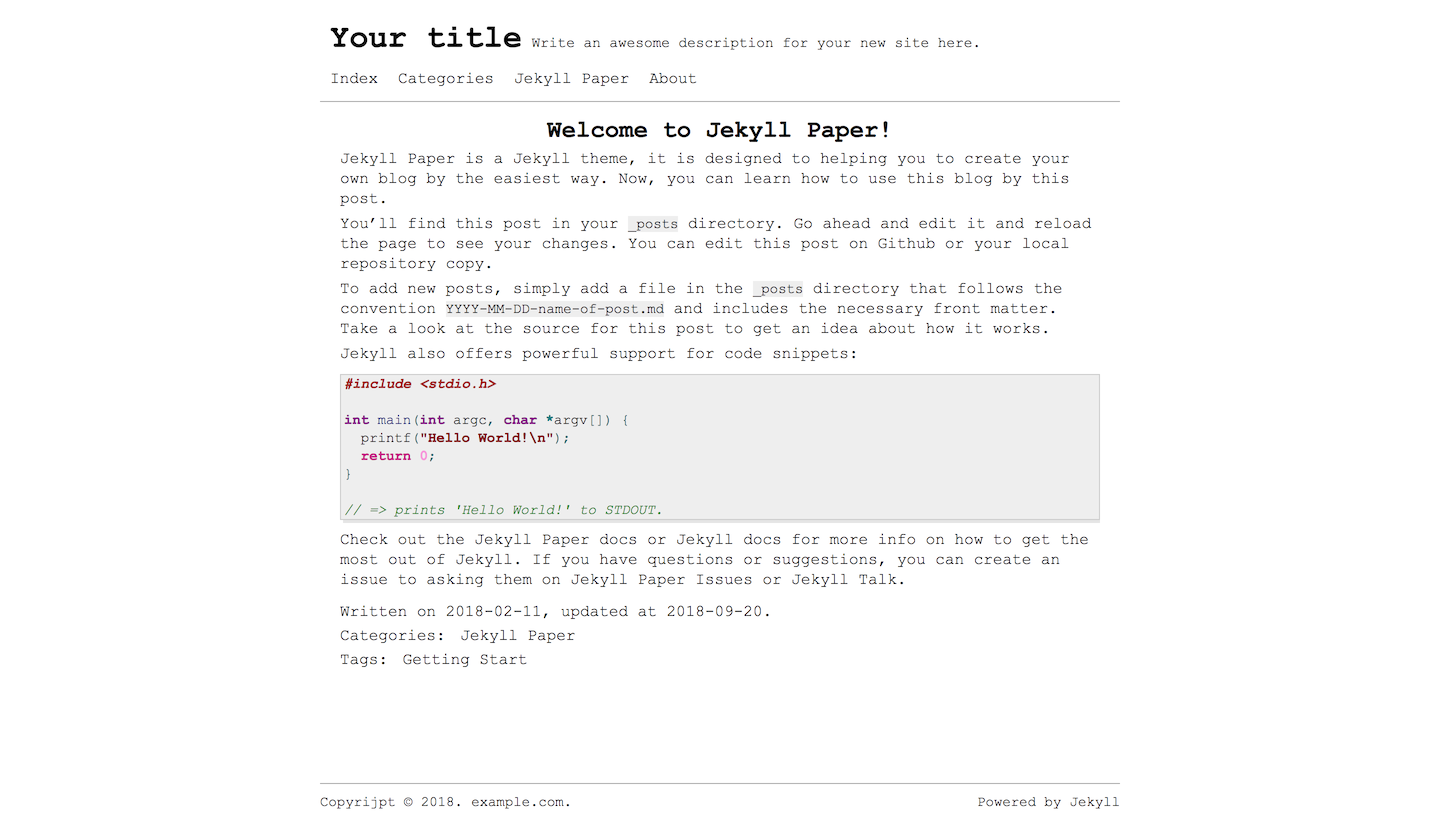 Your title Write an awesome description for your new site here.
Index Categories Jekyll Paper About
Welcome to Jekyll Paper!
Jekyll Paper is a Jekyll theme, it is designed to helping you to create your
own blog by the easiest way. Now, you can learn how to use this blog by this
post.
You’ll find this post in your _posts directory. Go ahead and edit it and reload
the page to see your changes. You can edit this post on Github or your local
repository copy.
To add new posts, simply add a file in the _posts directory that follows the
convention YYYY-MM-DD-name-of-post.md and includes the necessary front matter.
Take a look at the source for this post to get an idea about how it works.
Jekyll also offers powerful support for code snippets:
#include <stdio.h>
int main(int argc, char *argv[]) {
  printf("Hello World!\n");
  return 0;
}
// => prints 'Hello World!' to STDOUT.
Check out the Jekyll Paper docs or Jekyll docs for more info on how to get the
most out of Jekyll. If you have questions or suggestions, you can create an
issue to asking them on Jekyll Paper Issues or Jekyll Talk.
Written on 2018-02-11, updated at 2018-09-20.
Categories: Jekyll Paper
Tags: Getting Start
Copyrijpt © 2018. example.com. Powered by Jekyll